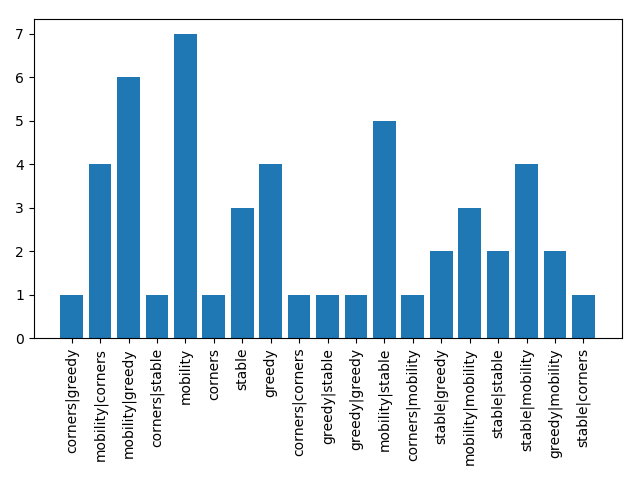 7
6
5
4
3
2
1
0
corners|greedy
mobility|corners
mobility|greedy
corners|stable
mobility
corners
stable
greedy
corners|corners
greedy|stable
greedy|greedy
mobility|stable
corners|mobility
stable|greedy
mobility|mobility
stable|stable
stable|mobility
greedy|mobility
stable|corners